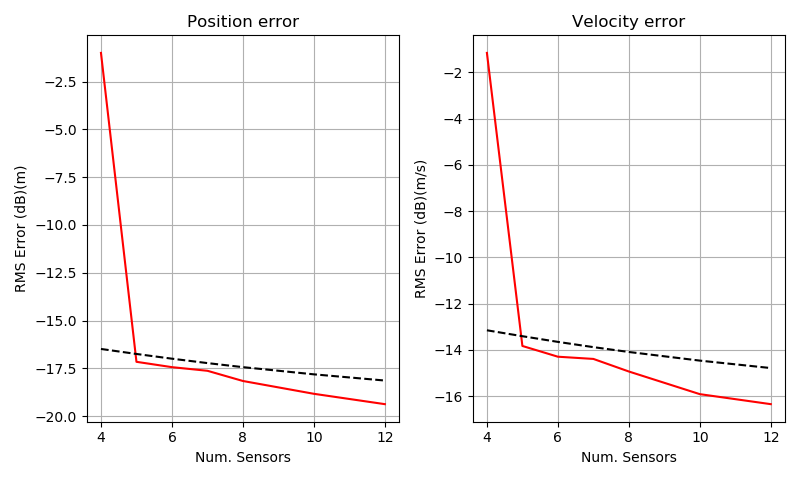 Position error
RMS Error (dB)(m)
−2.5
−5.0
−7.5
−10.0
−12.5
−15.0
−17.5
−20.0
4 6 8 10 12
Num. Sensors
Velocity error
RMS Error (dB)(m/s)
−2
−4
−6
−8
−10
−12
−14
−16
4 6 8 10 12
Num. Sensors